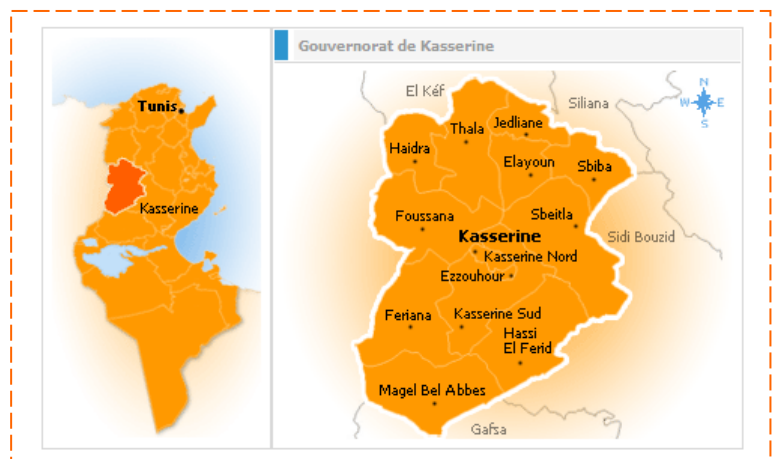 Gouvernorat de Kasserine
Tunis
Kasserine
N
W E
S
El Kéf
Siliana
Thala
Jedliane
Haidra
Elayoun
Sbiba
Foussana
Sbeitla
Kasserine
Sidi Bouzid
Kasserine Nord
Ezzouhour
Feriana
Kasserine Sud
Hassi
El Ferid
Magel Bel Abbes
Gafsa